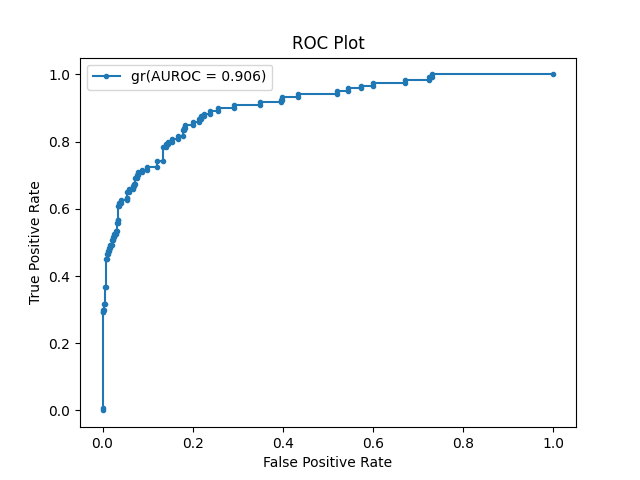 ROC Plot
gr(AUROC = 0.906)
1.0
0.8
0.6
0.4
0.2
0.0
True Positive Rate
0.0 0.2 0.4 0.6 0.8 1.0
False Positive Rate